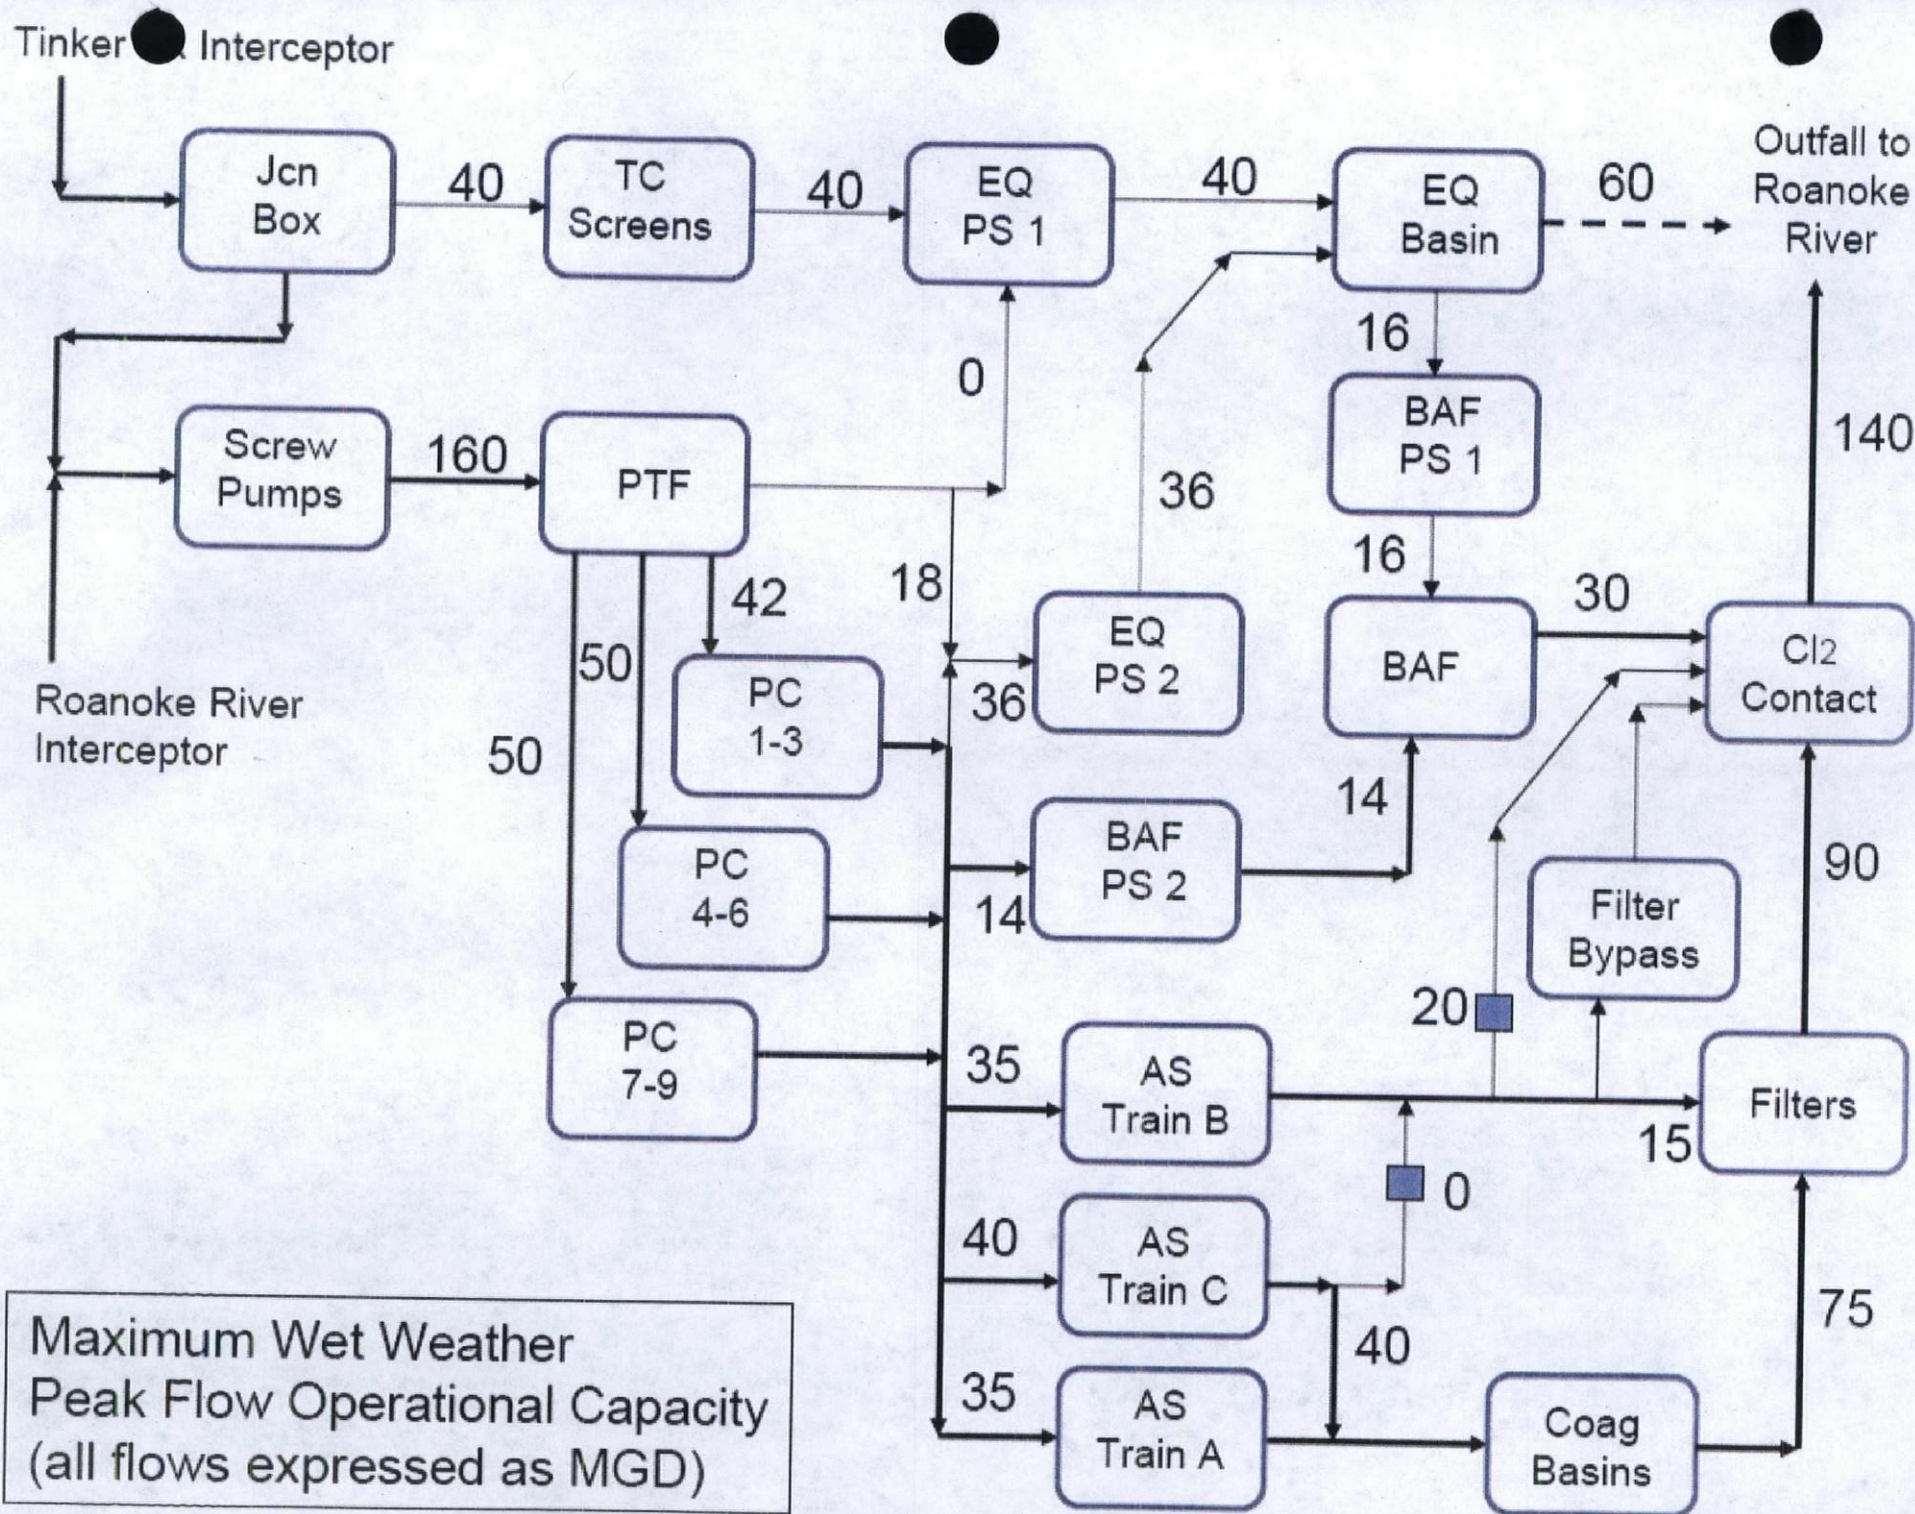 Tinker
Interceptor
Outfall to
Roanoke
River
Jcn
Box
40
TC
Screens
40
EQ
PS 1
40
EQ
Basin
60
16
0
BAF
PS 1
140
Screw
Pumps
160
PTF
36
16
30
18
42
50
50
PC
1-3
EQ
PS 2
36
BAF
Cl2
Contact
Roanoke River
Interceptor
14
BAF
PS 2
14
90
PC
4-6
Filter
Bypass
20
PC
7-9
35
AS
Train B
Filters
15
0
40
AS
Train C
40
75
35
AS
Train A
Coag
Basins
Maximum Wet Weather
Peak Flow Operational Capacity
(all flows expressed as MGD)